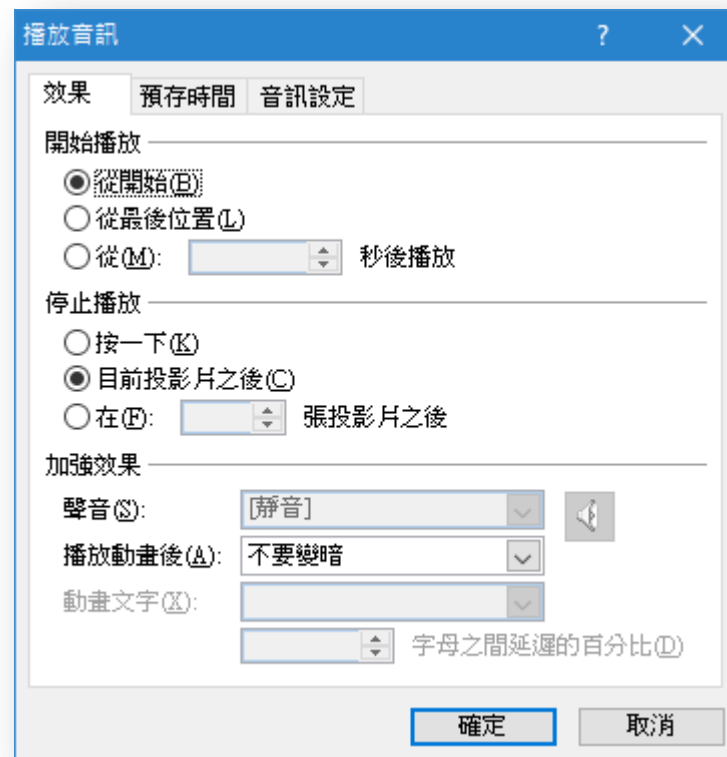 播放音訊 ?
效果 預存時間 音訊設定
開始播放
從開始(B)
從最後位置(L)
從(M): 秒後播放
停止播放
按一下(K)
目前投影片之後(C)
在(F): 張投影片之後
加強效果
聲音(S): [靜音]
播放動畫後(A): 不要變暗
動畫文字(X):
字母之間延遲的百分比(D)
確定 取消